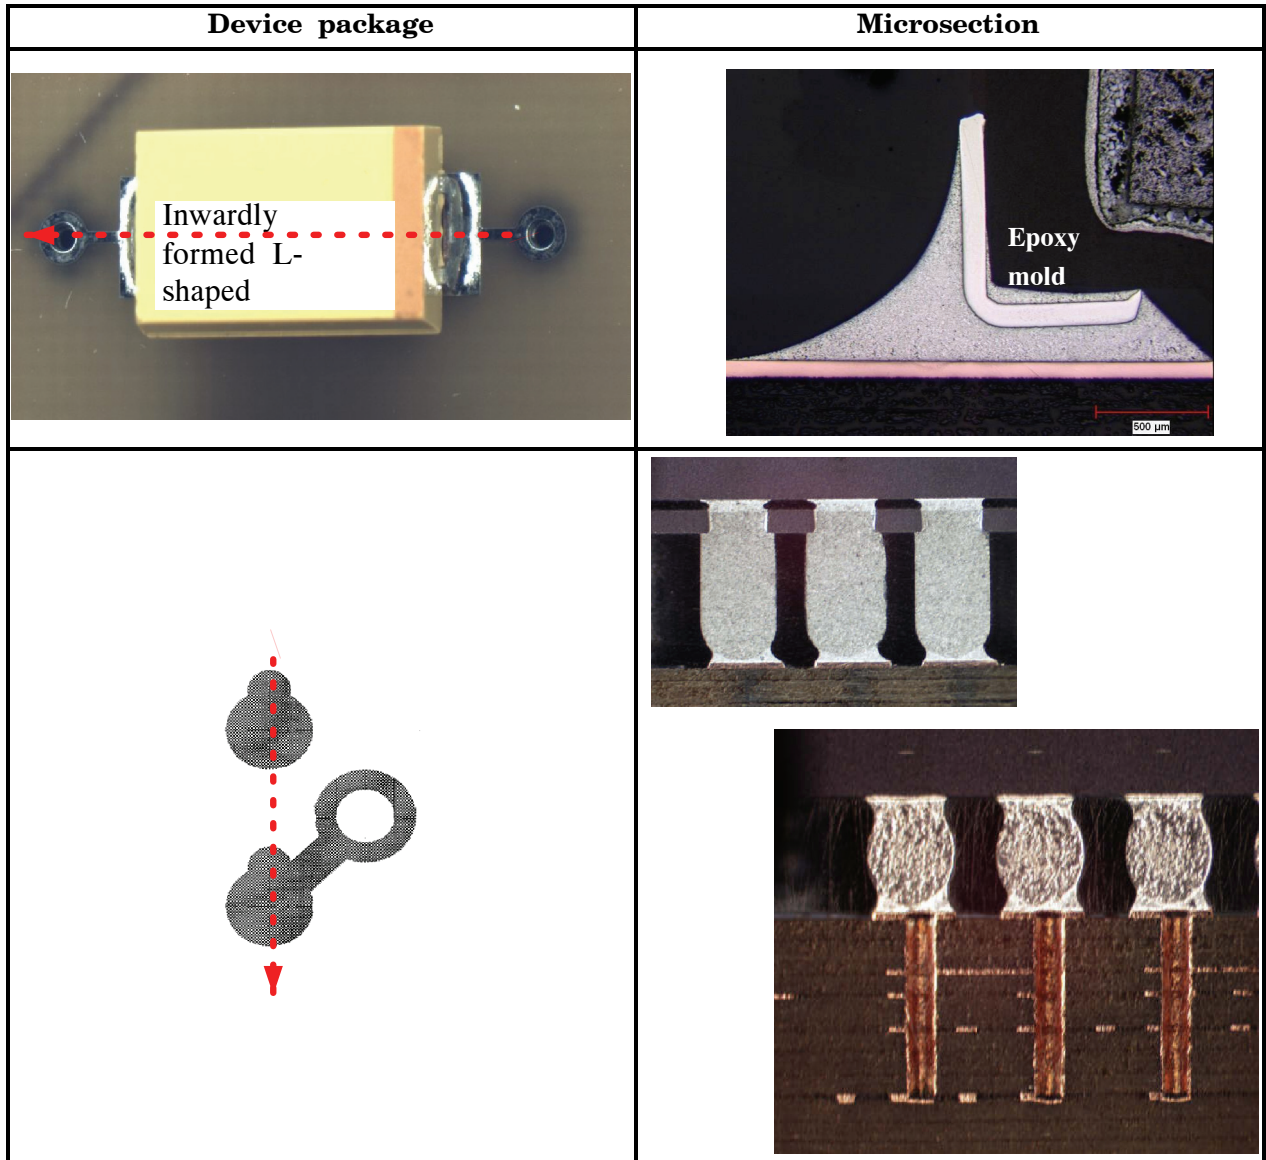 Device package
Microsection
Inwardly
formed L-
shaped
Epoxy
mold
500 µm